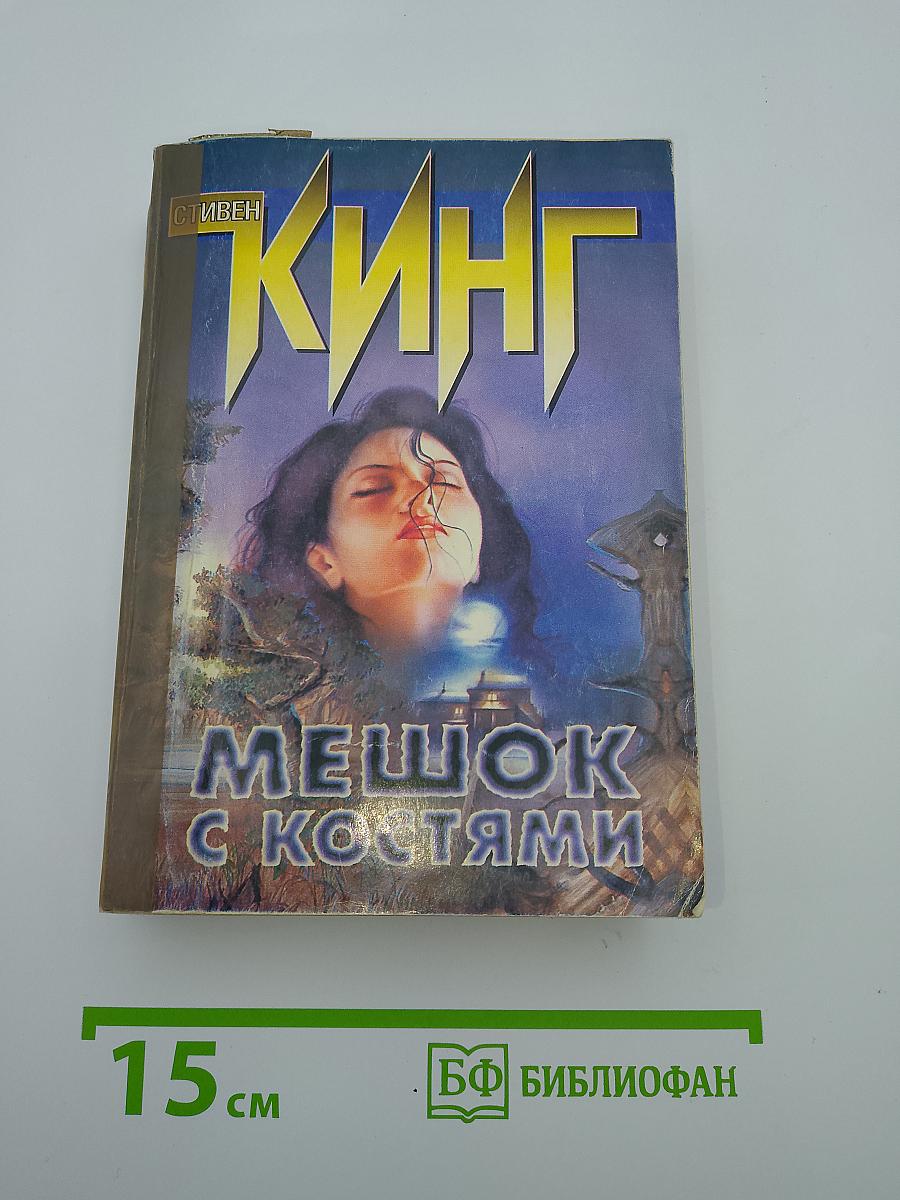 СТИВЕН
КИНГ
МЕШОК
С КОСТЯМИ
15 см
БФ БИБЛИОФАН